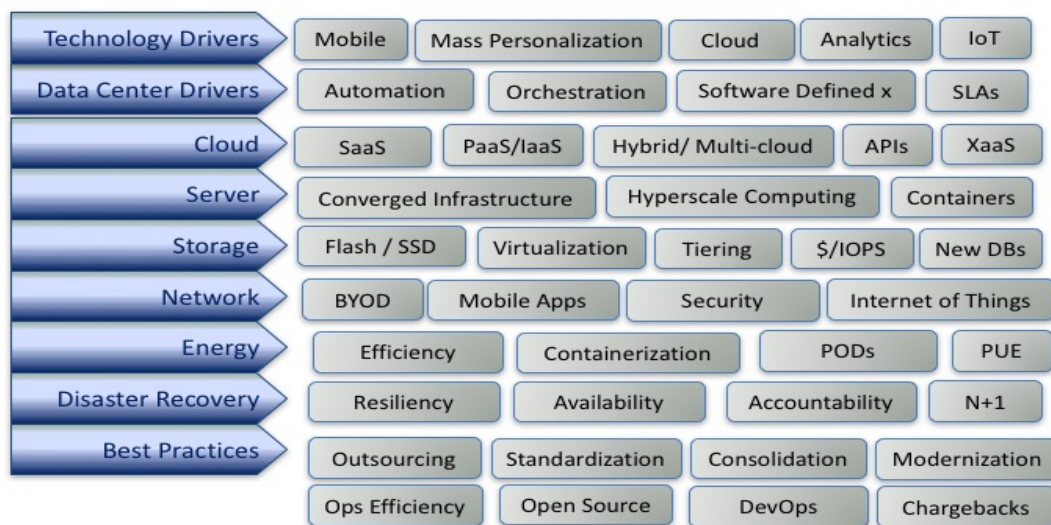 Technology Drivers Mobile Mass Personalization Cloud Analytics IoT
Data Center Drivers Automation Orchestration Software Defined x SLAs
Cloud SaaS PaaS/IaaS Hybrid/ Multi-cloud APIs XaaS
Server Converged Infrastructure Hyperscale Computing Containers
Storage Flash / SSD Virtualization Tiering $/IOPS New DBs
Network BYOD Mobile Apps Security Internet of Things
Energy Efficiency Containerization PODs PUE
Disaster Recovery Resiliency Availability Accountability N+1
Best Practices Outsourcing Standardization Consolidation Modernization
Ops Efficiency Open Source DevOps Chargebacks